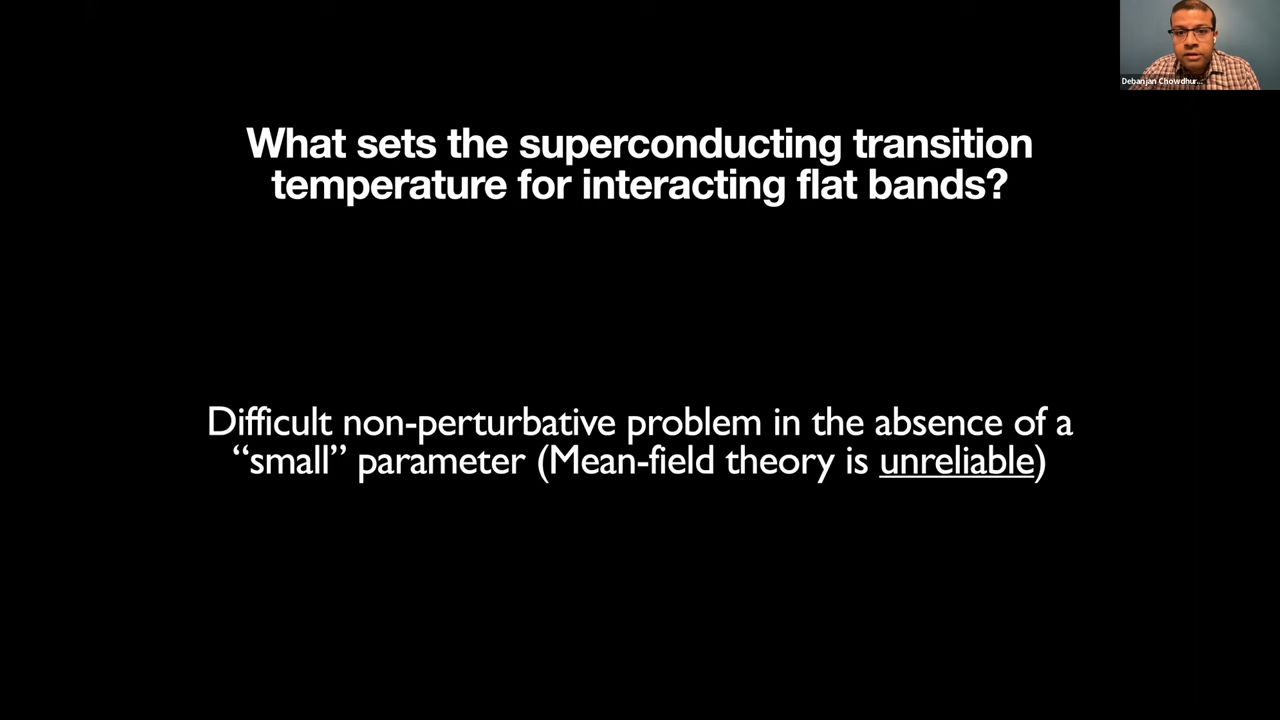 Debanjan Chowdhur...
What sets the superconducting transition
temperature for interacting flat bands?
Difficult non-perturbative problem in the absence of a
“small” parameter (Mean-field theory is unreliable)